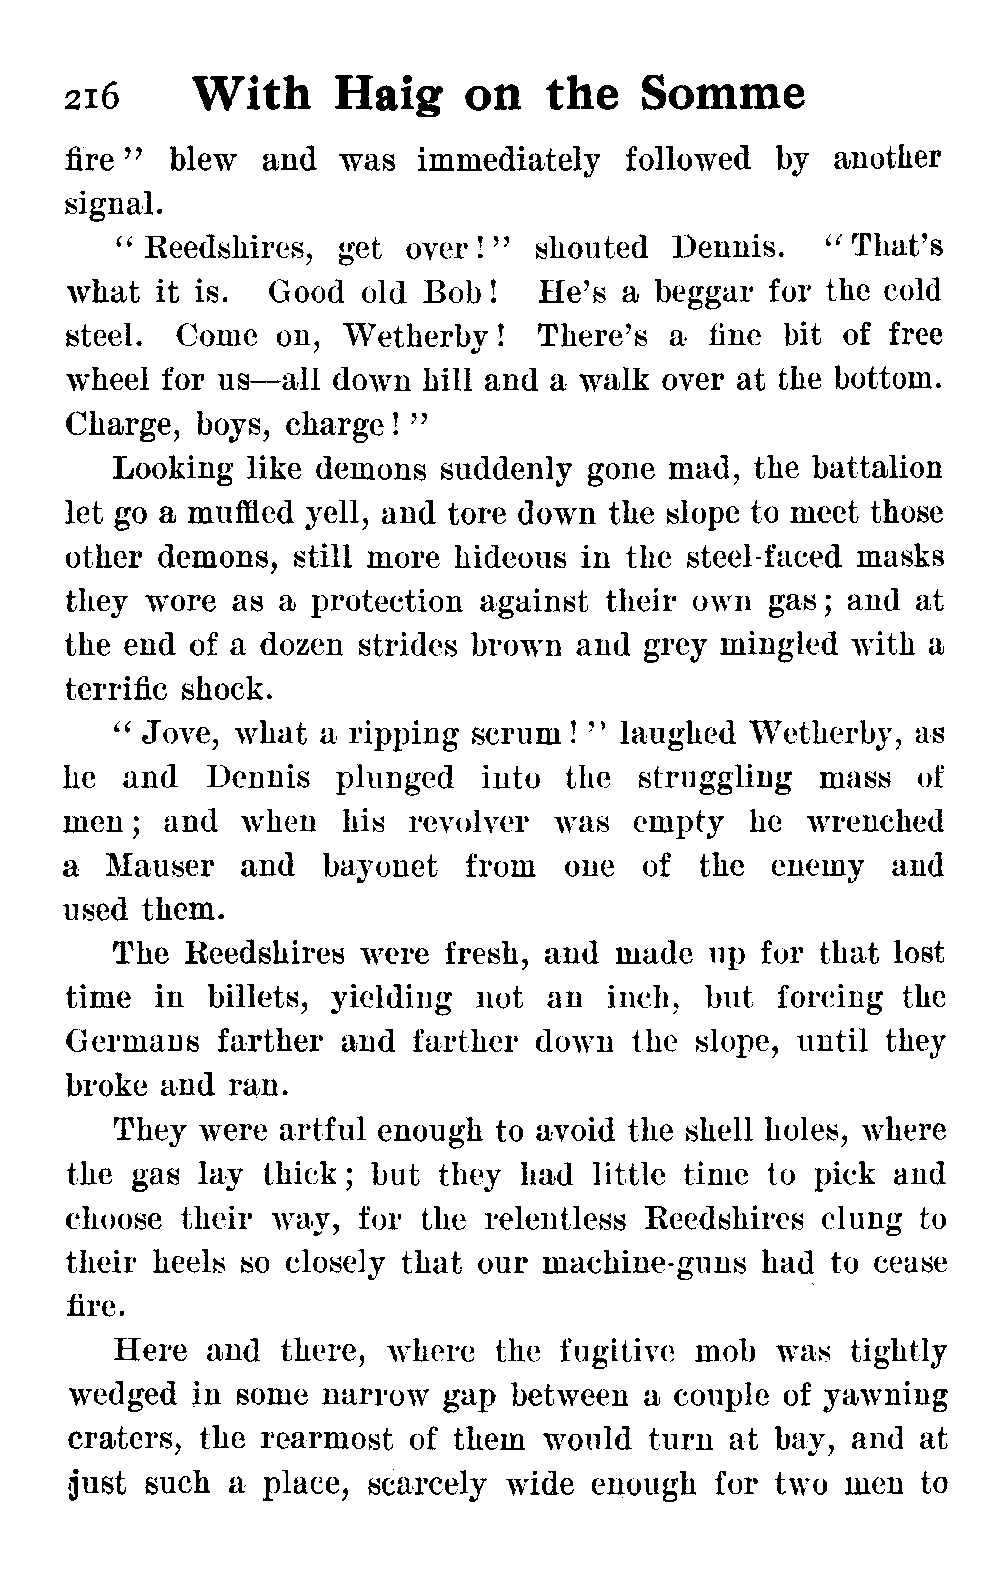 216 With Haig on the Somme
fire" blew and was immediately followed by another
signal.
"Reedshires, get over!" shouted Dennis. "That's
what it is. Good old Bob! He's a beggar for the cold
steel. Come on, Wetherby! There's a fine bit of free
wheel for us—all down hill and a walk over at the bottom.
Charge, boys, charge!"
Looking like demons suddenly gone mad, the battalion
let go a muffled yell, and tore down the slope to meet those
other demons, still more hideous in the steel-faced masks
they wore as a protection against their own gas; and at
the end of a dozen strides brown and grey mingled with a
terrific shock.
"Jove, what a ripping scrum!" laughed Wetherby, as
he and Dennis plunged into the struggling mass of
men; and when his revolver was empty he wrenched
a Mauser and bayonet from one of the enemy and
used them.
The Reedshires were fresh, and made up for that lost
time in billets, yielding not an inch, but forcing the
Germans farther and farther down the slope, until they
broke and ran.
They were artful enough to avoid the shell holes, where
the gas lay thick; but they had little time to pick and
choose their way, for the relentless Reedshires clung to
their heels so closely that our machine-guns had to cease
fire.
Here and there, where the fugitive mob was tightly
wedged in some narrow gap between a couple of yawning
craters, the rearmost of them would turn at bay, and at
just such a place, scarcely wide enough for two men to